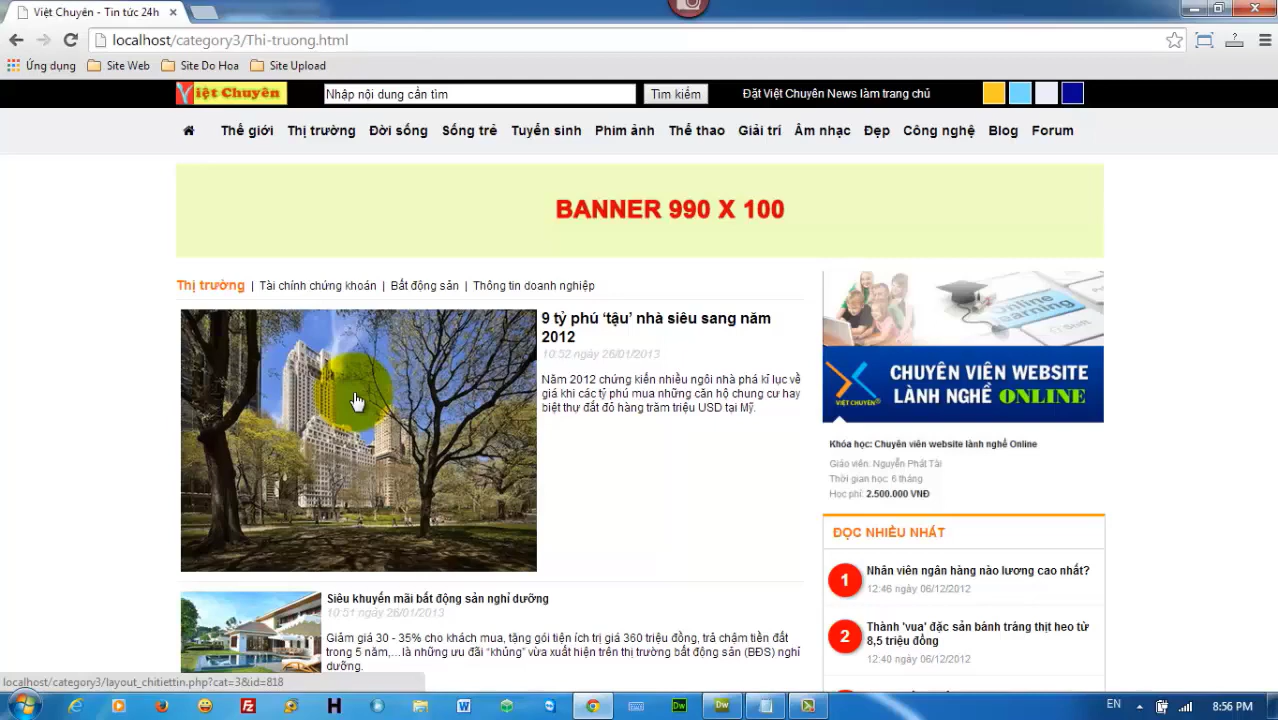 Việt Chuyên - Tin tức 24h
localhost/category3/Thi-truong.html
Ứng dụng Site Web Site Do Hoa Site Upload
Việt Chuyên Nhập nội dung cần tìm Tìm kiếm Đặt Việt Chuyên News làm trang chủ
Thế giới Thị trường Đời sống Sống trẻ Tuyển sinh Phim ảnh Thể thao Giải trí Âm nhạc Đẹp Công nghệ Blog Forum
BANNER 990 X 100
Thị trường | Tài chính chứng khoán | Bất động sản | Thông tin doanh nghiệp
9 tỷ phú ‘tậu’ nhà siêu sang năm
2012
10:52 ngày 26/01/2013
Năm 2012 chứng kiến nhiều ngôi nhà phá kỉ lục về
giá khi các tỷ phú mua những căn hộ chung cư hay
biệt thự đắt đỏ hàng trăm triệu USD tại Mỹ.
Siêu khuyến mãi bất động sản nghỉ dưỡng
10:51 ngày 26/01/2013
Giảm giá 30 - 35% cho khách mua, tặng gói tiện ích trị giá 360 triệu đồng, trả chậm tiền đất
trong 5 năm,…là những ưu đãi “khủng” vừa xuất hiện trên thị trường bất động sản (BĐS) nghỉ
dưỡng.
Online
Learning
VIỆT CHUYÊN
CHUYÊN VIÊN WEBSITE
LÀNH NGHỀ ONLINE
Khóa học: Chuyên viên website lành nghề Online
Giáo viên: Nguyễn Phát Tài
Thời gian học: 6 tháng
Học phí: 2.500.000 VNĐ
ĐỌC NHIỀU NHẤT
1 Nhân viên ngân hàng nào lương cao nhất?
12:46 ngày 06/12/2012
2 Thành 'vua' đặc sản bánh tráng thịt heo từ
8,5 triệu đồng
12:40 ngày 06/12/2012
localhost/category3/layout_chitiettin.php?cat=3&id=818
EN 8:56 PM